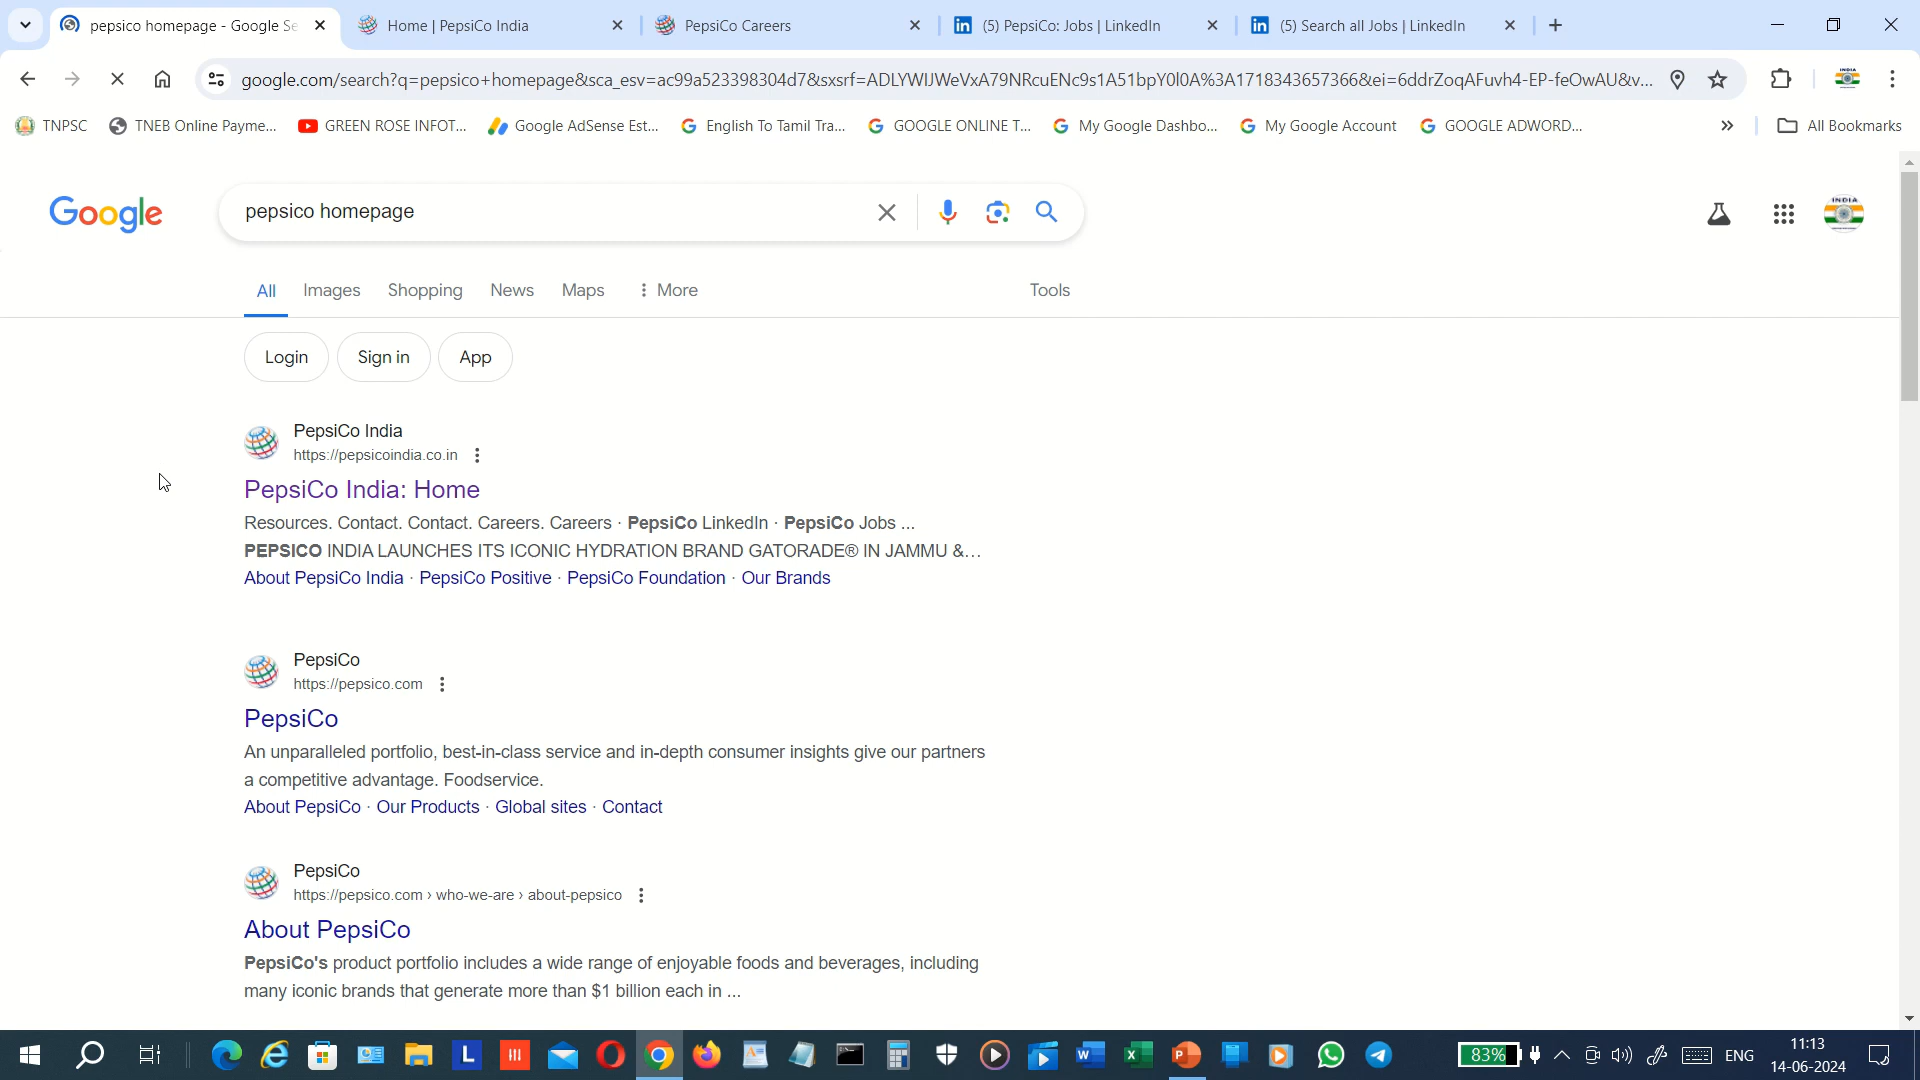 pepsico homepage - Google Se
Home | PepsiCo India
PepsiCo Careers
(5) PepsiCo: Jobs | LinkedIn
(5) Search all Jobs | LinkedIn
google.com/search?q=pepsico+homepage&sca_esv=ac99a523398304d7&sxsrf=ADLYWIJWeVxA79NRcuENc9s1A51bpY0l0A%3A1718343657366&ei=6ddrZoqAFuvh4-EP-feOwAU&v...
TNPSC
TNEB Online Payme...
GREEN ROSE INFOT...
Google AdSense Est...
English To Tamil Tra...
GOOGLE ONLINE T...
My Google Dashbo...
My Google Account
GOOGLE ADWORD...
All Bookmarks
Google
pepsico homepage
INDIA
All
Images
Shopping
News
Maps
More
Tools
Login
Sign in
App
PepsiCo India
https://pepsicoindia.co.in
PepsiCo India: Home
Resources. Contact. Contact. Careers. Careers · PepsiCo LinkedIn · PepsiCo Jobs ...
PEPSICO INDIA LAUNCHES ITS ICONIC HYDRATION BRAND GATORADE® IN JAMMU &...
About PepsiCo India · PepsiCo Positive · PepsiCo Foundation · Our Brands
PepsiCo
https://pepsico.com
PepsiCo
An unparalleled portfolio, best-in-class service and in-depth consumer insights give our partners
a competitive advantage. Foodservice.
About PepsiCo · Our Products · Global sites · Contact
PepsiCo
https://pepsico.com › who-we-are › about-pepsico
About PepsiCo
PepsiCo's product portfolio includes a wide range of enjoyable foods and beverages, including
many iconic brands that generate more than $1 billion each in ...
83%
ENG
11:13
14-06-2024